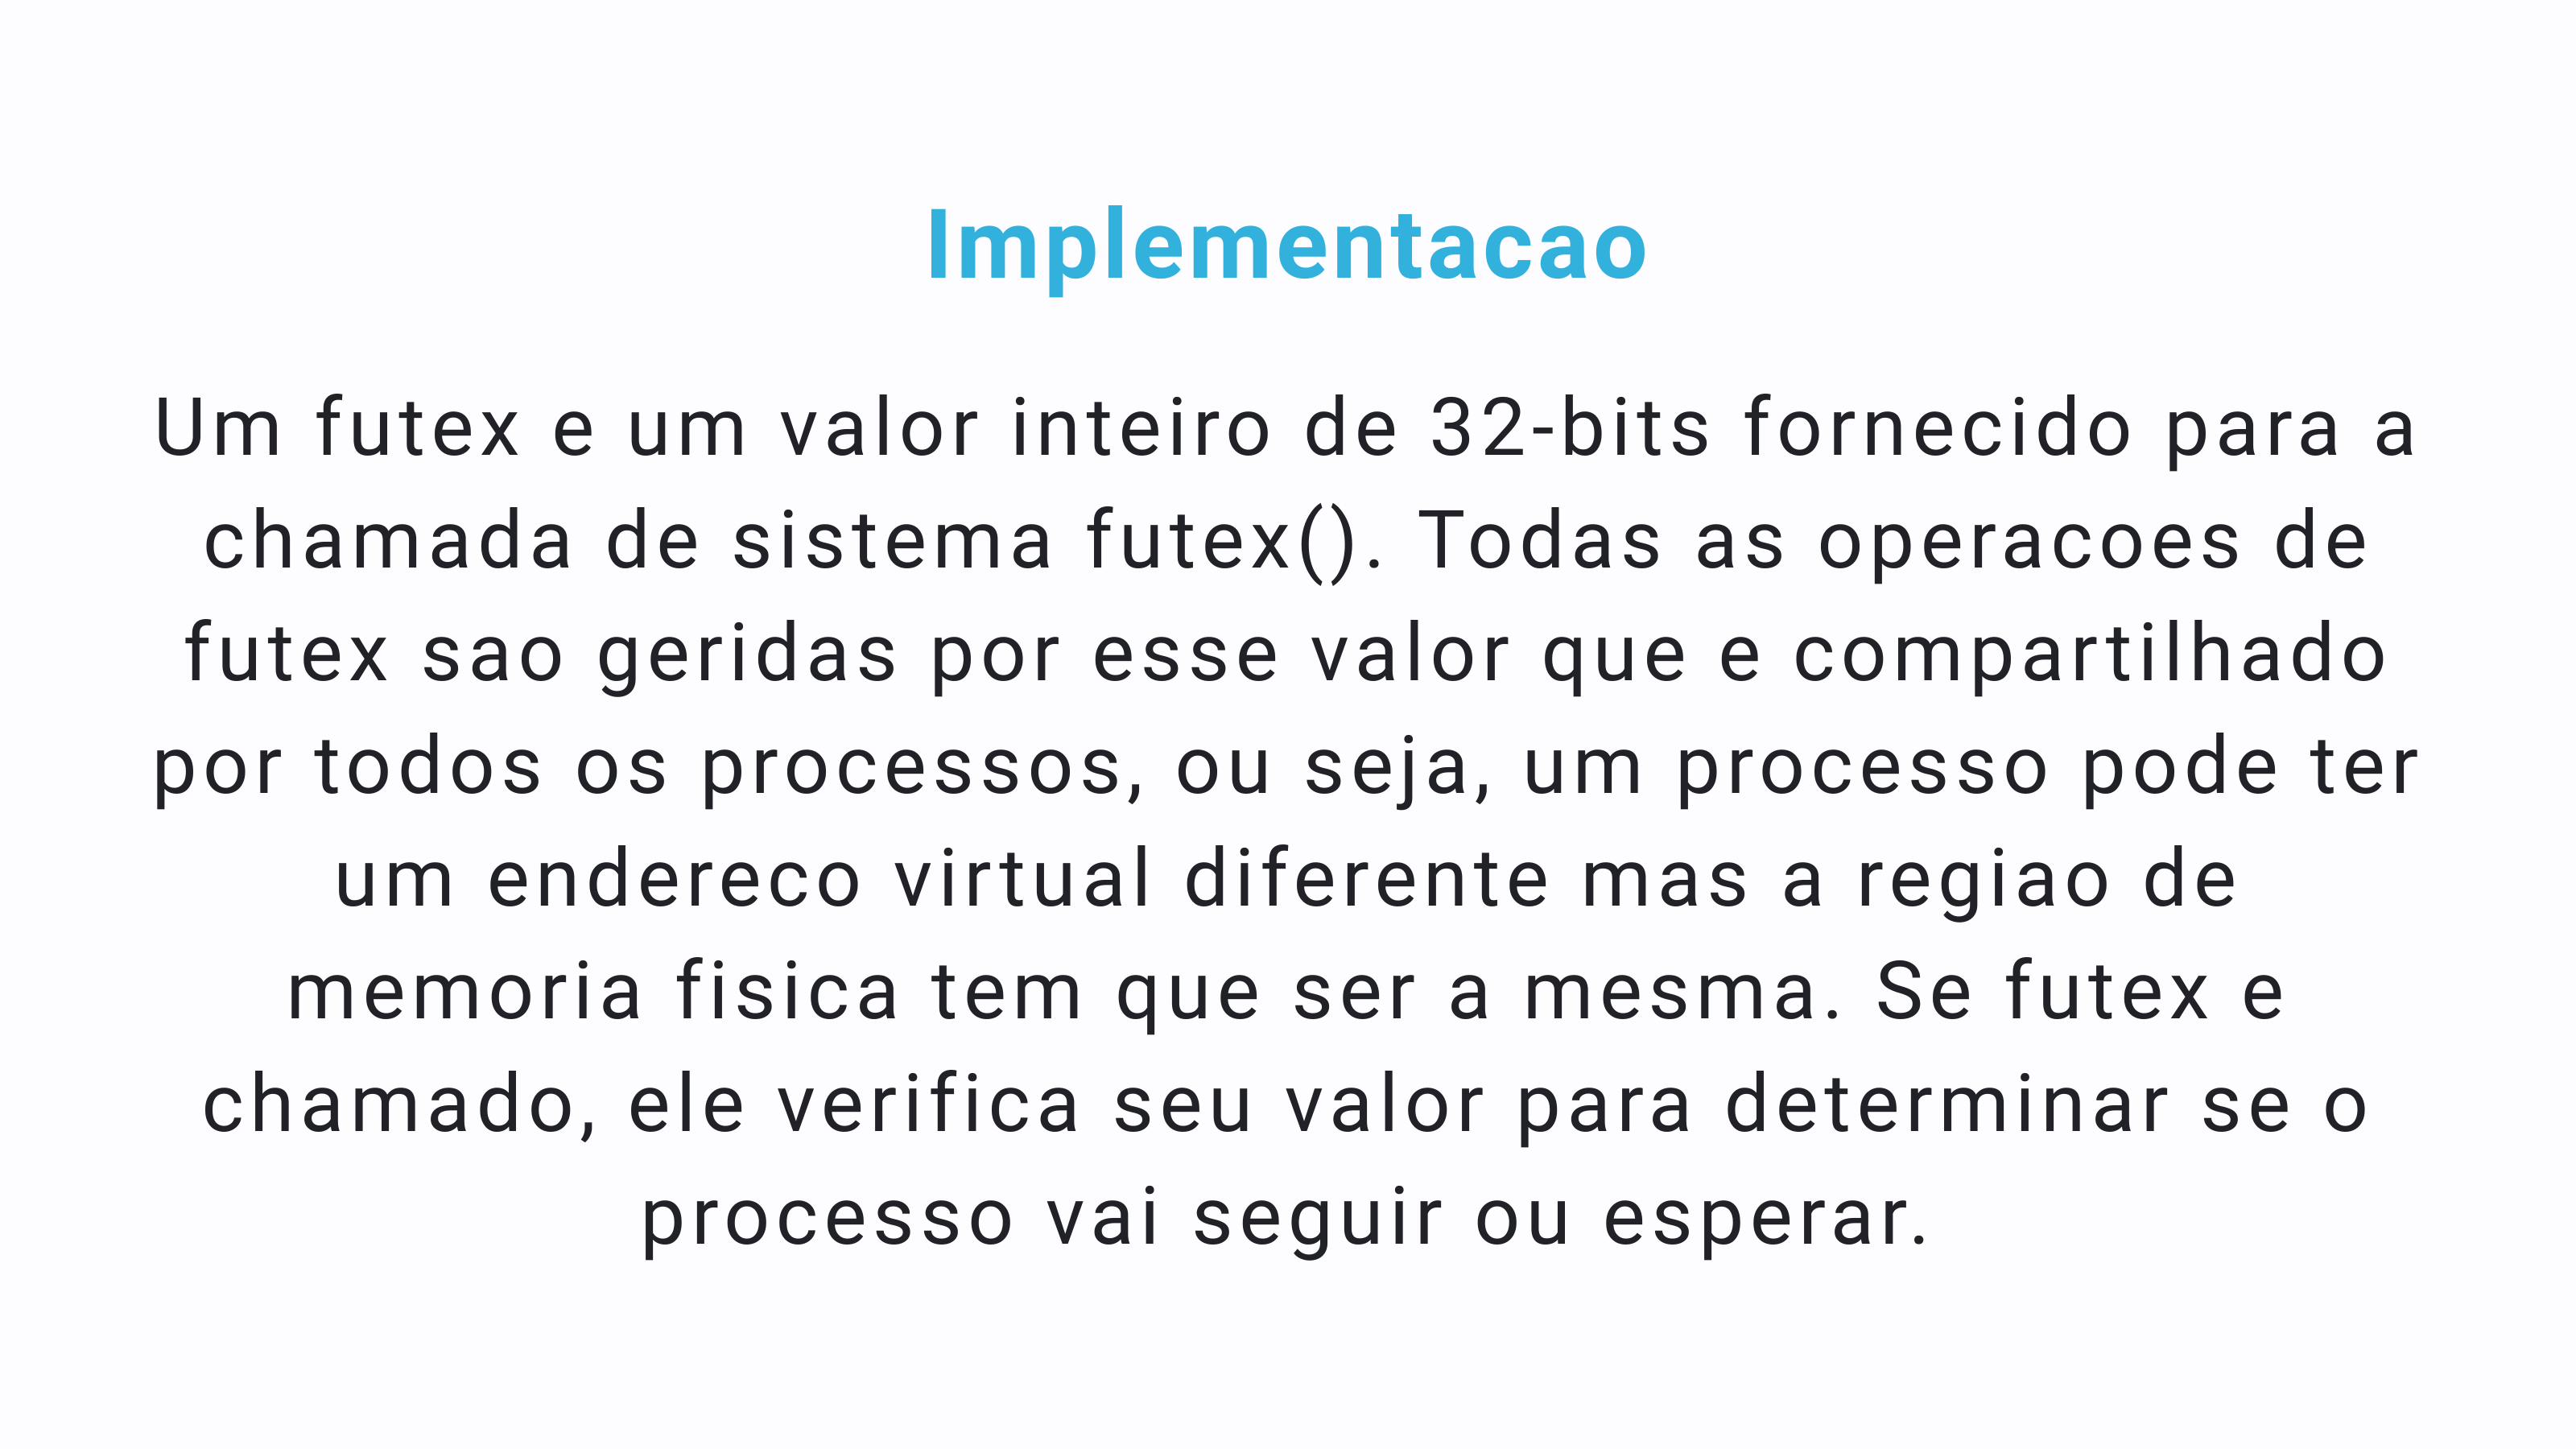 Implementacao
Um futex e um valor inteiro de 32-bits fornecido para a
chamada de sistema futex(). Todas as operacoes de
futex sao geridas por esse valor que e compartilhado
por todos os processos, ou seja, um processo pode ter
um endereco virtual diferente mas a regiao de
memoria fisica tem que ser a mesma. Se futex e
chamado, ele verifica seu valor para determinar se o
processo vai seguir ou esperar.